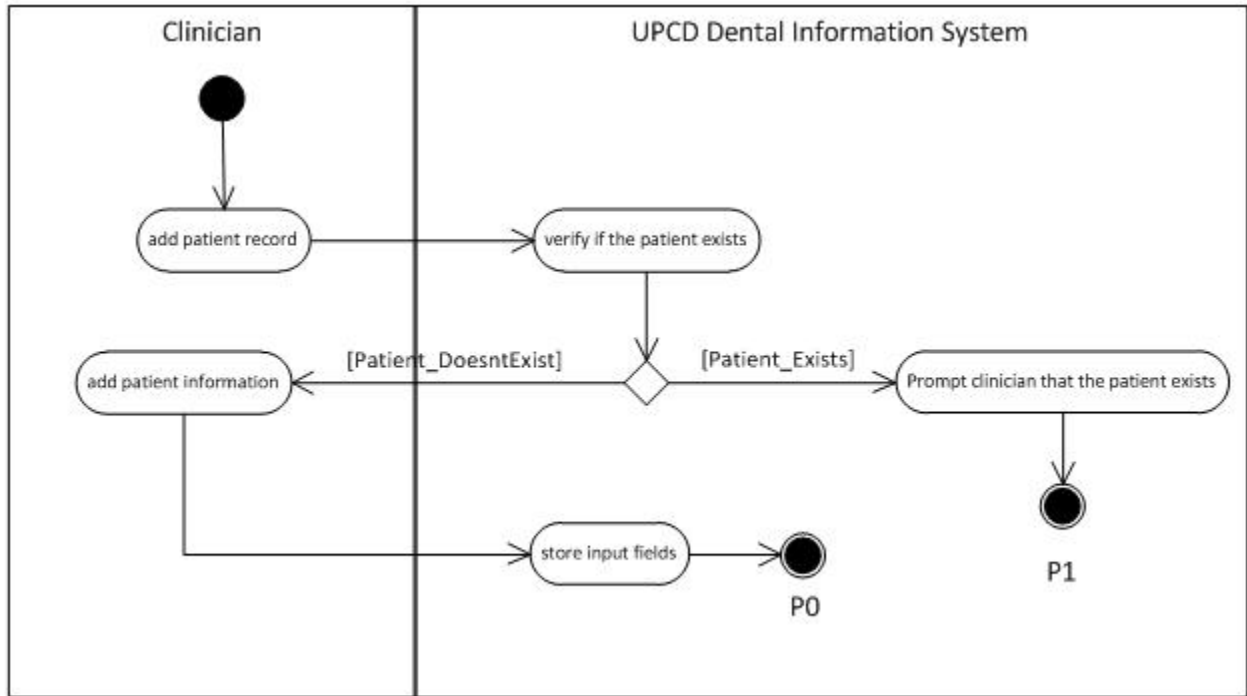 Clinician
UPCD Dental Information System
add patient record
verify if the patient exists
[Patient_DoesntExist]
[Patient_Exists]
add patient information
Prompt clinician that the patient exists
store input fields
P0
P1